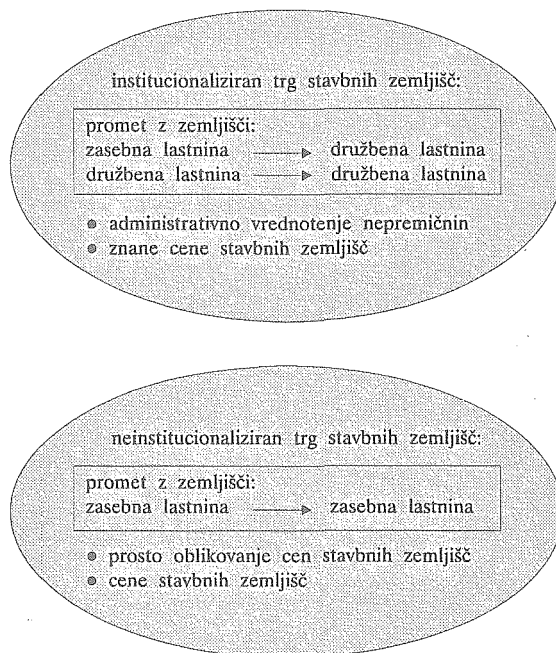 institucionaliziran trg stavbnih zemljišč:
promet z zemljišči:
zasebna lastnina → družbena lastnina
družbena lastnina → družbena lastnina
• administrativno vrednotenje nepremičnin
• znane cene stavbnih zemljišč
neinstitucionaliziran trg stavbnih zemljišč:
promet z zemljišči:
zasebna lastnina → zasebna lastnina
• prosto oblikovanje cen stavbnih zemljišč
• cene stavbnih zemljišč